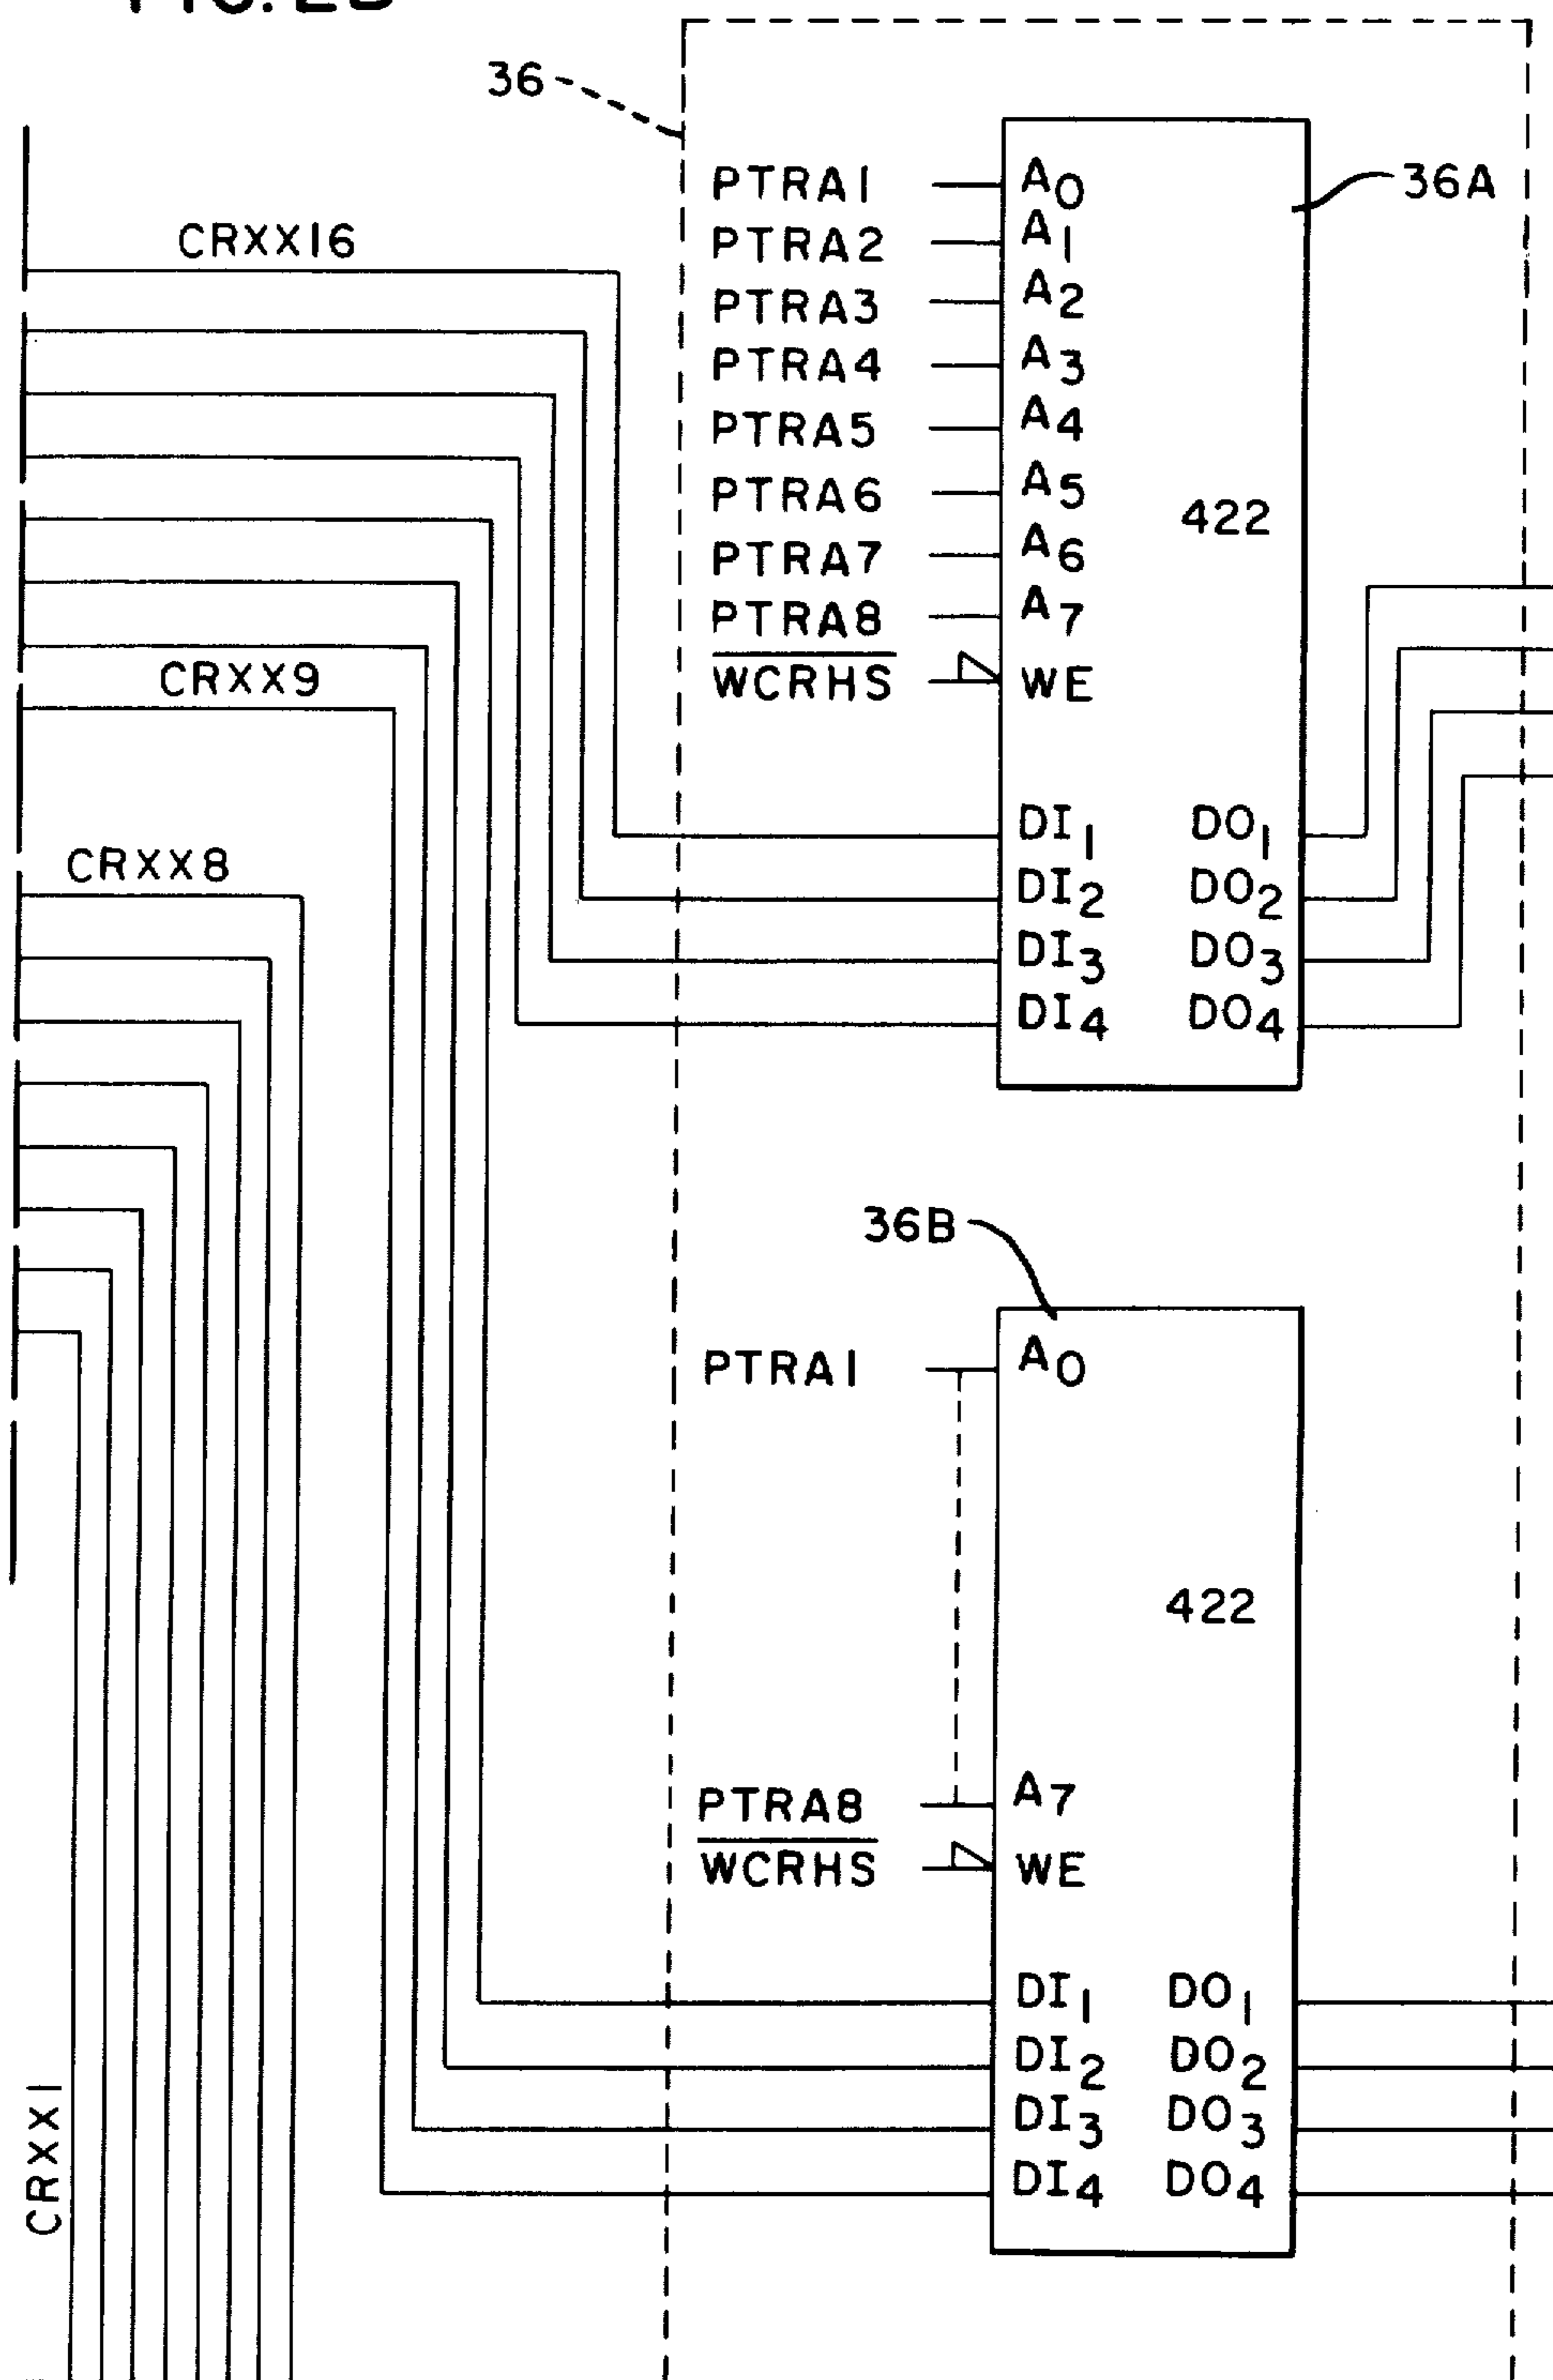 36
36A
PTRA1 A0
PTRA2 A1
PTRA3 A2
PTRA4 A3
PTRA5 A4
PTRA6 A5
PTRA7 A6
PTRA8 A7
WCRHS WE
422
CRXX16
CRXX9
CRXX8
CRXX1
DI1 DO1
DI2 DO2
DI3 DO3
DI4 DO4
36B
PTRA1 A0
422
PTRA8 A7
WCRHS WE
DI1 DO1
DI2 DO2
DI3 DO3
DI4 DO4